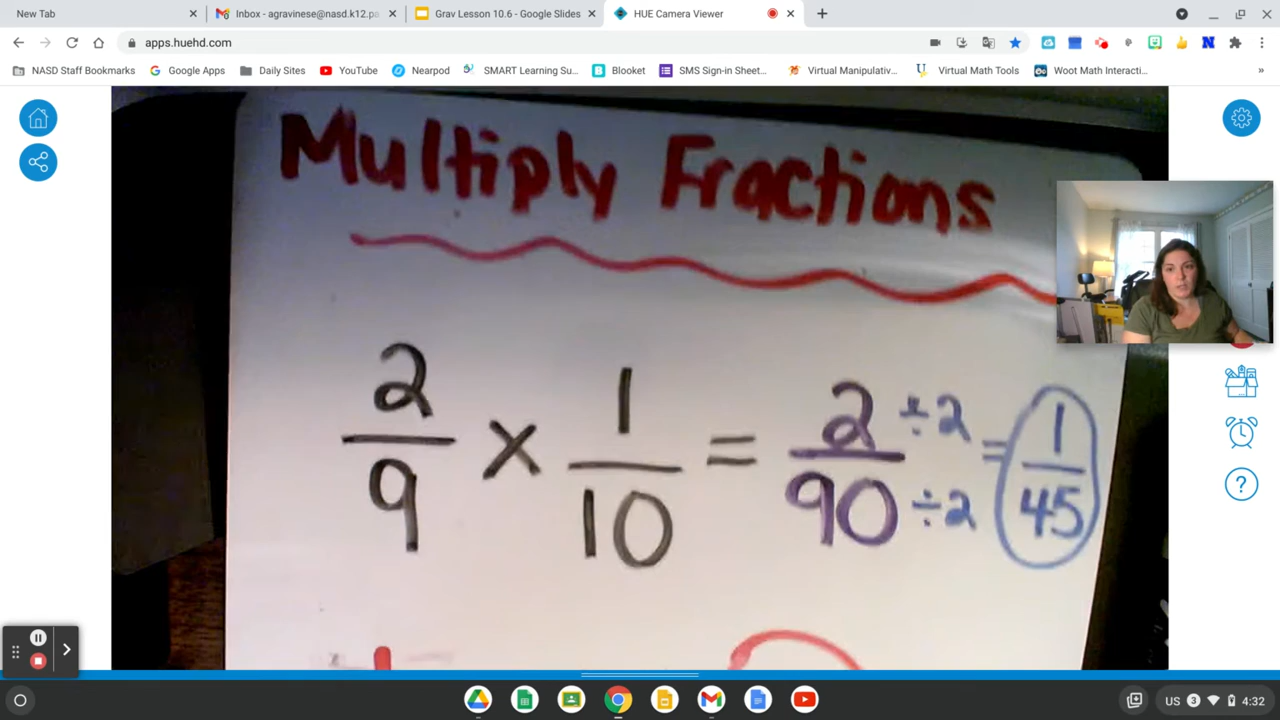 New Tab
Inbox - agravinese@nasd.k12.pa
Grav Lesson 10.6 - Google Slides
HUE Camera Viewer
apps.huehd.com
NASD Staff Bookmarks
Google Apps
Daily Sites
YouTube
Nearpod
SMART Learning Su...
Blooket
SMS Sign-in Sheet...
Virtual Manipulativ...
Virtual Math Tools
Woot Math Interacti...
»
Multiply Fractions
2/9 × 1/10 = 2/90 ÷2/÷2 = 1/45
US 3 4:32